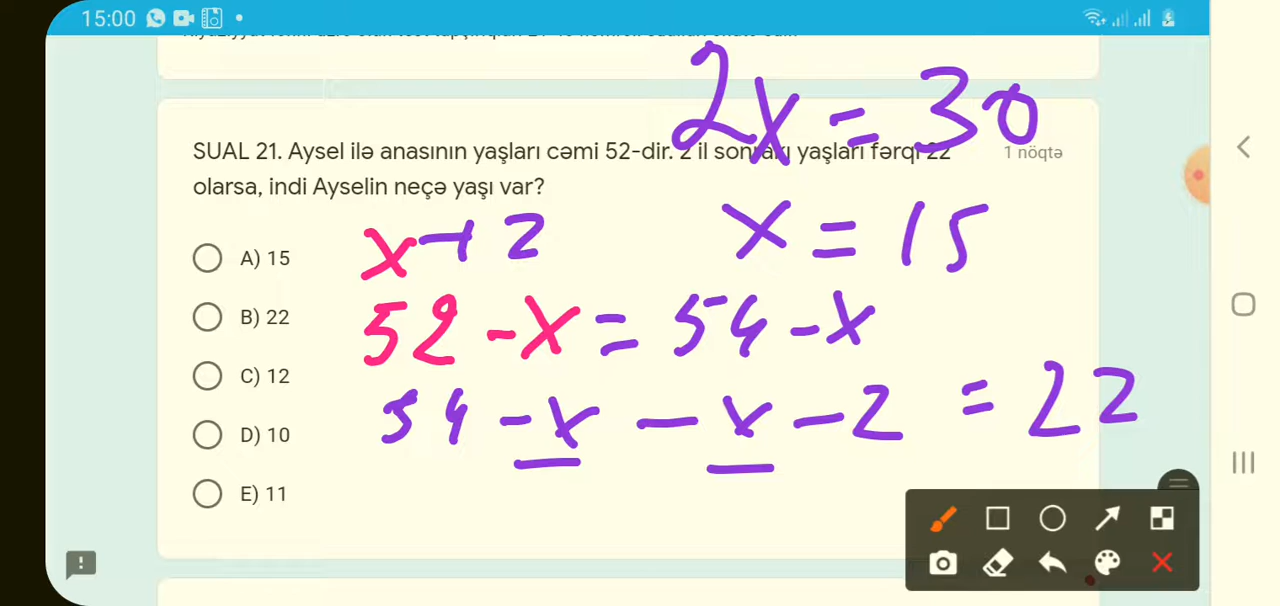 15:00
2x = 30
SUAL 21. Aysel ilə anasının yaşları cəmi 52-dir. 2 il sonrakı yaşları fərqi 22
1 nöqtə
olarsa, indi Ayselin neçə yaşı var?
x + 2
x = 15
A) 15
B) 22
52 - x = 54 - x
C) 12
54 - x - x - 2 = 22
D) 10
E) 11